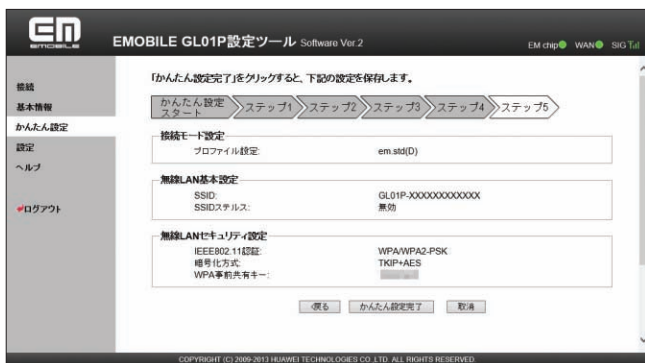 EM
EMOBILE
EMOBILE GL01P設定ツール Software Ver.2
EM chip WAN SIG
接続
基本情報
かんたん設定
設定
ヘルプ
ログアウト
「かんたん設定完了」をクリックすると、下記の設定を保存します。
かんたん設定
スタート
ステップ1
ステップ2
ステップ3
ステップ4
ステップ5
接続モード設定
プロファイル設定: em.std(D)
無線LAN基本設定
SSID: GL01P-XXXXXXXXXXXX
SSIDステルス: 無効
無線LANセキュリティ設定
IEEE802.11認証: WPA/WPA2-PSK
暗号化方式: TKIP+AES
WPA事前共有キー:
戻る かんたん設定完了 取消
COPYRIGHT (C) 2009-2013 HUAWEI TECHNOLOGIES CO.,LTD. ALL RIGHTS RESERVED.